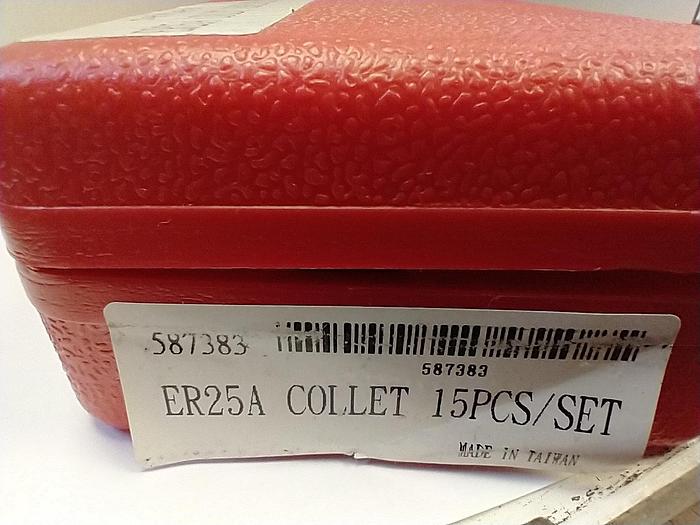 587383
587383
ER25A COLLET 15PCS/SET
MADE IN TAIWAN